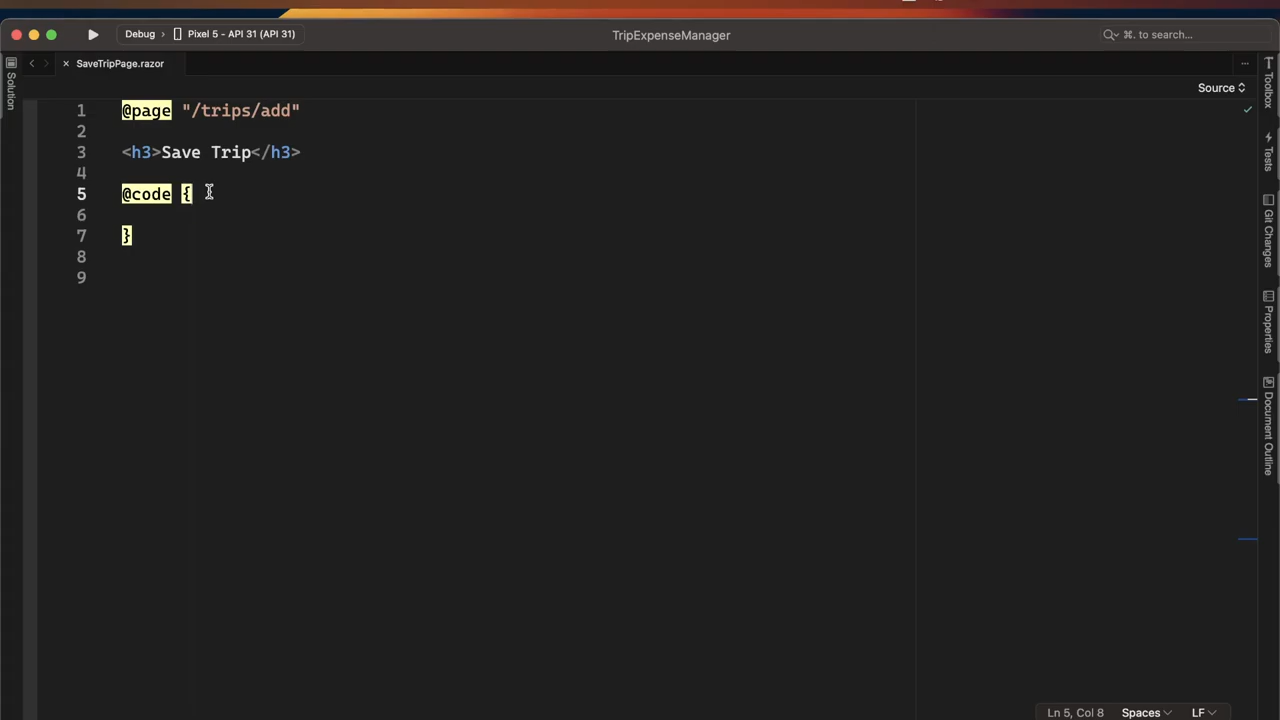 Debug > Pixel 5 - API 31 (API 31)
TripExpenseManager
⌘. to search...
SaveTripPage.razor
Source
Solution
1 @page "/trips/add"
2
3 <h3>Save Trip</h3>
4
5 @code {
6
7 }
8
9
Toolbox
Tests
Git Changes
Properties
Document Outline
Ln 5, Col 8 Spaces LF